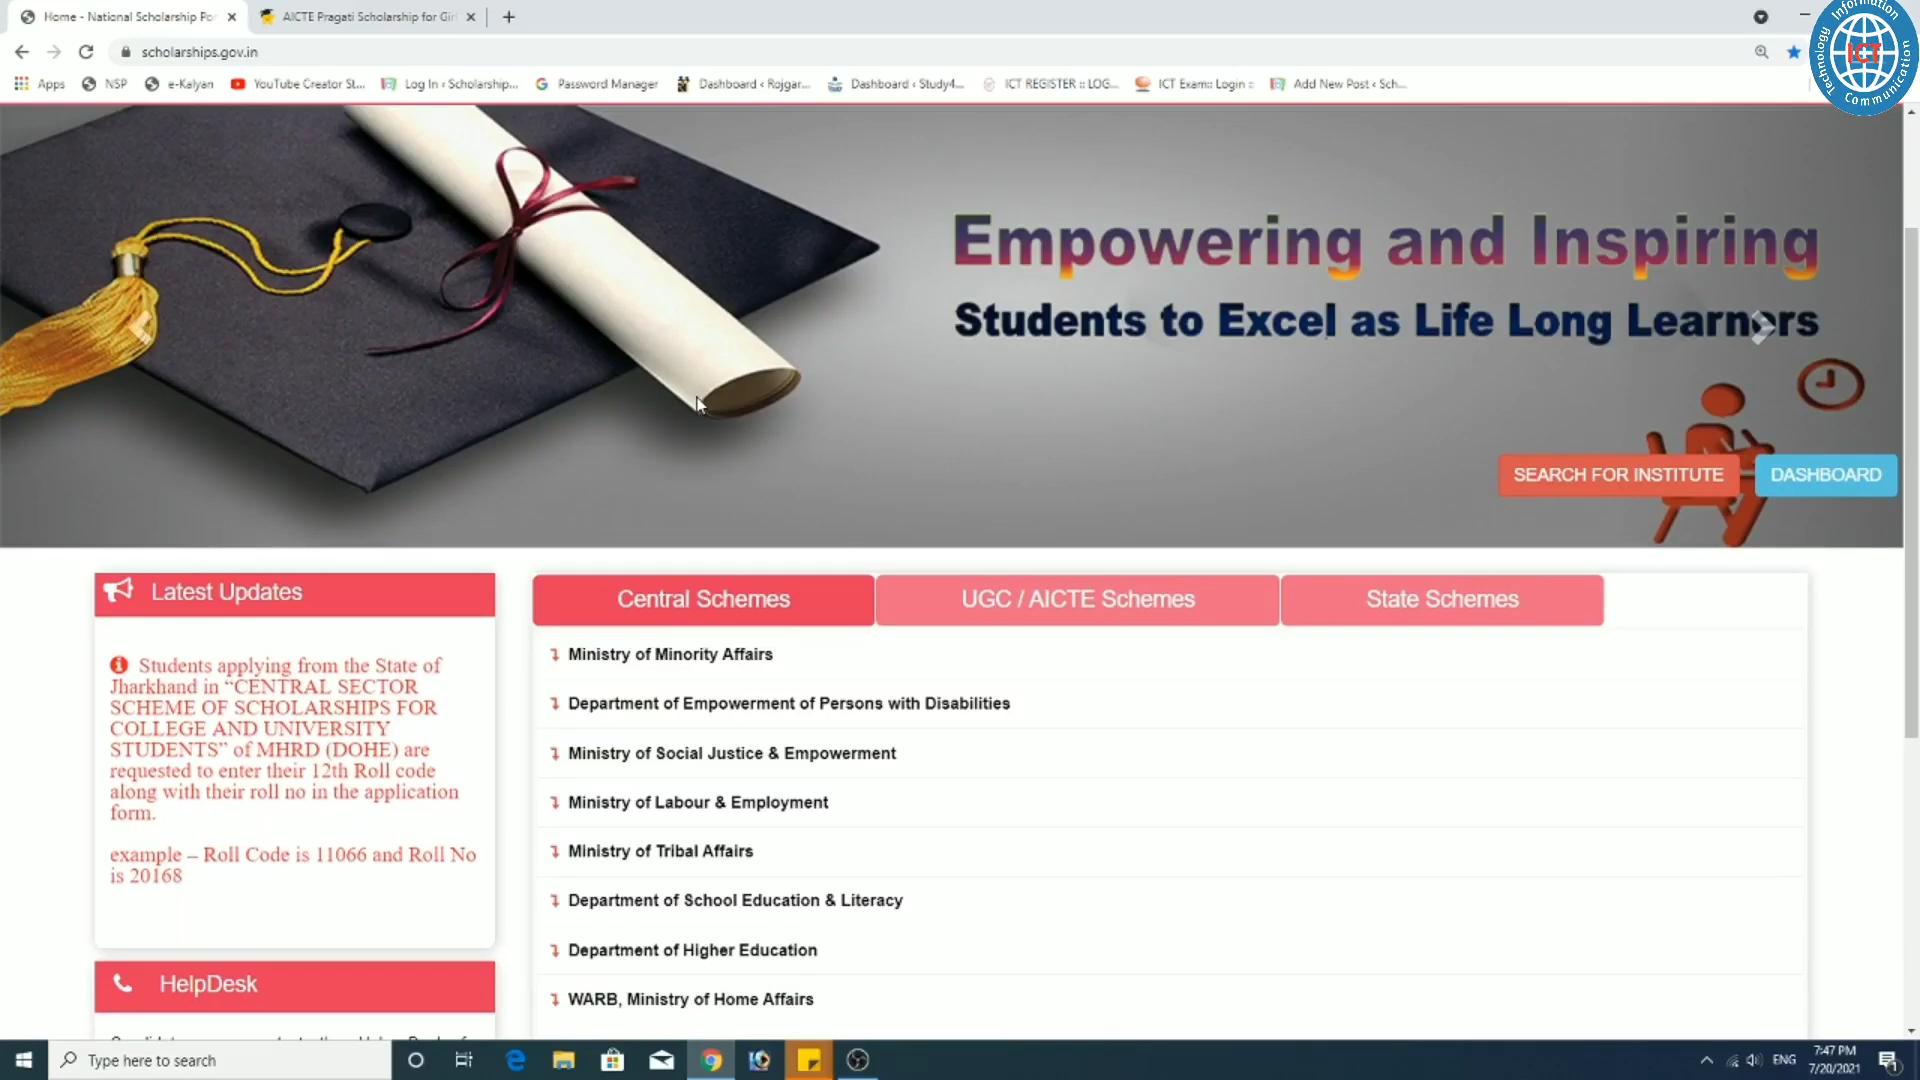 Home - National Scholarship Po
AICTE Pragati Scholarship for Gir
scholarships.gov.in
Apps
NSP
e-Kalyan
YouTube Creator St...
Log In ‹ Scholarship...
Password Manager
Dashboard ‹ Rojgar...
Dashboard ‹ Study4...
ICT REGISTER :: LOG...
ICT Exam:: Login ::
Add New Post ‹ Sch...
Information
Communication
Technology
ICT
Empowering and Inspiring
Students to Excel as Life Long Learners
SEARCH FOR INSTITUTE
DASHBOARD
Latest Updates
Students applying from the State of
Jharkhand in “CENTRAL SECTOR
SCHEME OF SCHOLARSHIPS FOR
COLLEGE AND UNIVERSITY
STUDENTS” of MHRD (DOHE) are
requested to enter their 12th Roll code
along with their roll no in the application
form.
example – Roll Code is 11066 and Roll No
is 20168
HelpDesk
Central Schemes
UGC / AICTE Schemes
State Schemes
Ministry of Minority Affairs
Department of Empowerment of Persons with Disabilities
Ministry of Social Justice & Empowerment
Ministry of Labour & Employment
Ministry of Tribal Affairs
Department of School Education & Literacy
Department of Higher Education
WARB, Ministry of Home Affairs
Type here to search
ENG
7:47 PM
7/20/2021
1